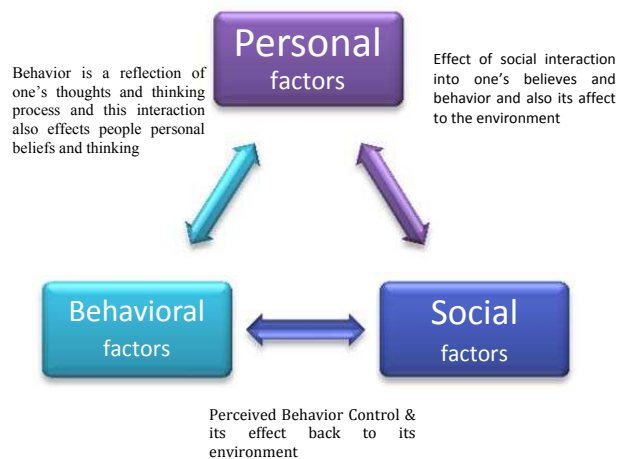 Personal
factors
Behavior is a reflection of
one's thoughts and thinking
process and this interaction
also effects people personal
beliefs and thinking
Effect of social interaction
into one's believes and
behavior and also its affect
to the environment
Behavioral
factors
Social
factors
Perceived Behavior Control &
its effect back to its
environment